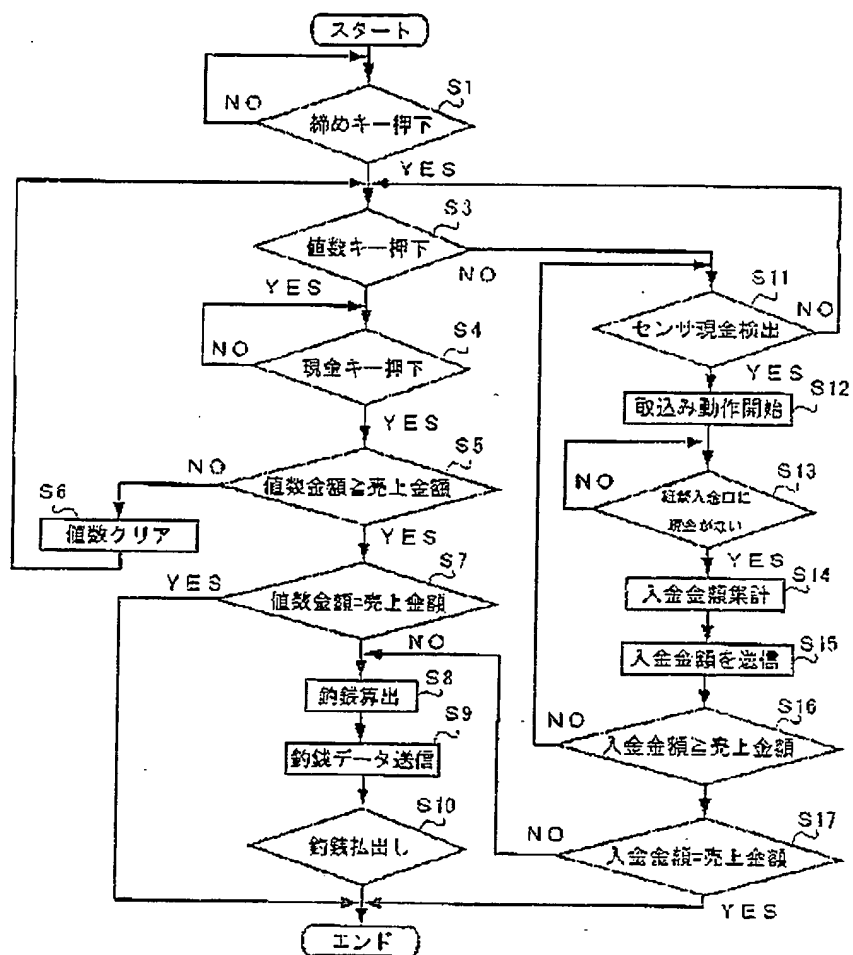 スタート
S1
NO
締めキー押下
YES
S3
値数キー押下
NO
YES
S11
センサ現金検出
NO
YES
S4
NO
現金キー押下
YES
S12
取込み動作開始
S5
NO
値数金額≧売上金額
YES
S13
NO
入金口に
現金がない
YES
S6
値数クリア
S7
YES
値数金額=売上金額
NO
S14
入金金額集計
S15
入金金額を送信
S8
釣銭算出
S9
釣銭データ送信
S16
NO
入金金額≧売上金額
S10
釣銭払出し
S17
NO
入金金額=売上金額
YES
エンド